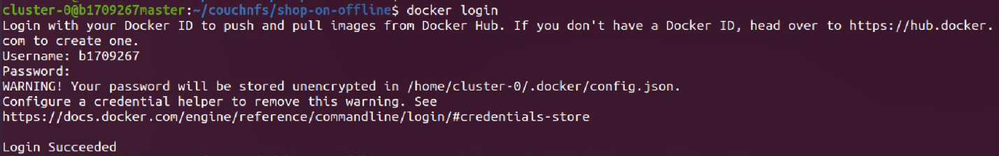 cluster-0@b1709267master:~/couchnfs/shop-on-offline$ docker login
Login with your Docker ID to push and pull images from Docker Hub. If you don't have a Docker ID, head over to https://hub.docker.
com to create one.
Username: b1709267
Password:
WARNING! Your password will be stored unencrypted in /home/cluster-0/.docker/config.json.
Configure a credential helper to remove this warning. See
https://docs.docker.com/engine/reference/commandline/login/#credentials-store
Login Succeeded